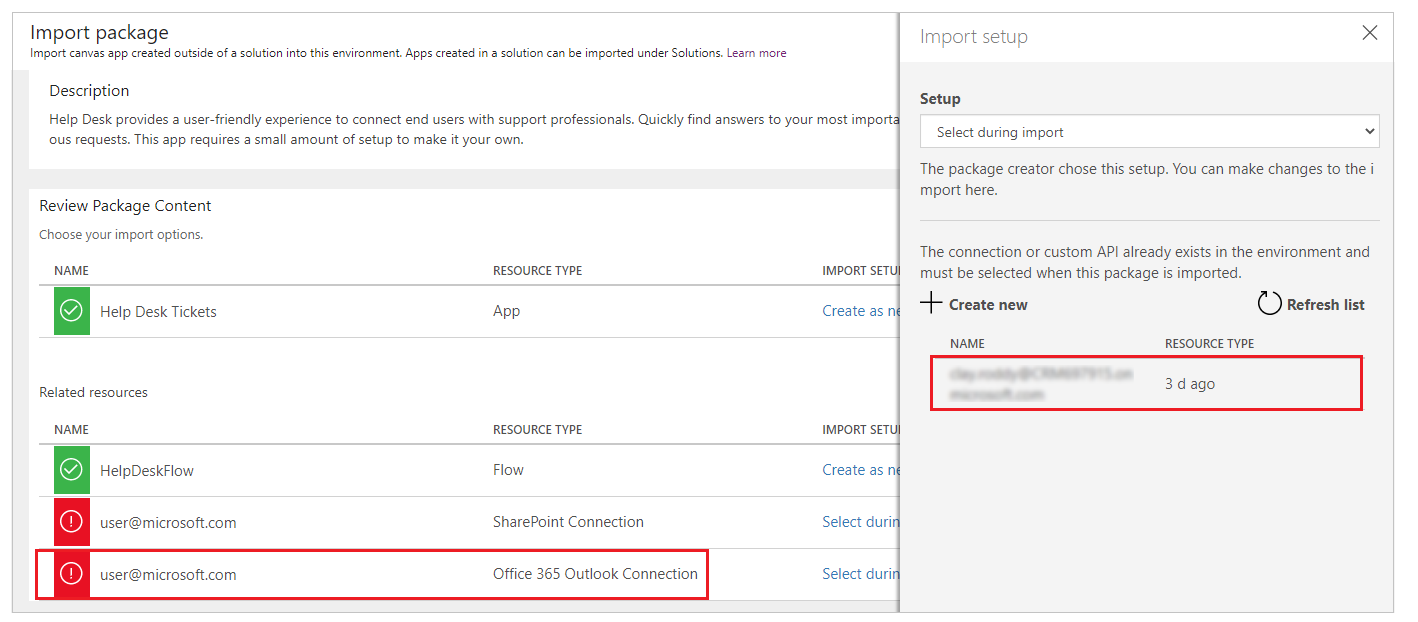 Import package
Import canvas app created outside of a solution into this environment. Apps created in a solution can be imported under Solutions. Learn more
Description
Help Desk provides a user-friendly experience to connect end users with support professionals. Quickly find answers to your most importa
ous requests. This app requires a small amount of setup to make it your own.
Review Package Content
Choose your import options.
NAME RESOURCE TYPE IMPORT SETU
Help Desk Tickets App Create as ne
Related resources
NAME RESOURCE TYPE IMPORT SETU
HelpDeskFlow Flow Create as ne
user@microsoft.com SharePoint Connection Select durin
user@microsoft.com Office 365 Outlook Connection Select durin
Import setup
Setup
Select during import
The package creator chose this setup. You can make changes to the i
mport here.
The connection or custom API already exists in the environment and
must be selected when this package is imported.
Create new Refresh list
NAME RESOURCE TYPE
3 d ago